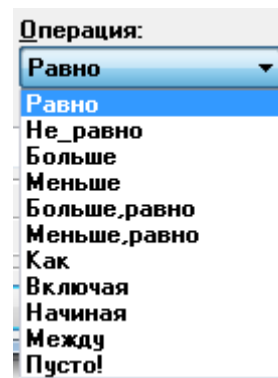 Операция:
Равно
Равно
Не_равно
Больше
Меньше
Больше,равно
Меньше,равно
Как
Включая
Начиная
Между
Пусто!